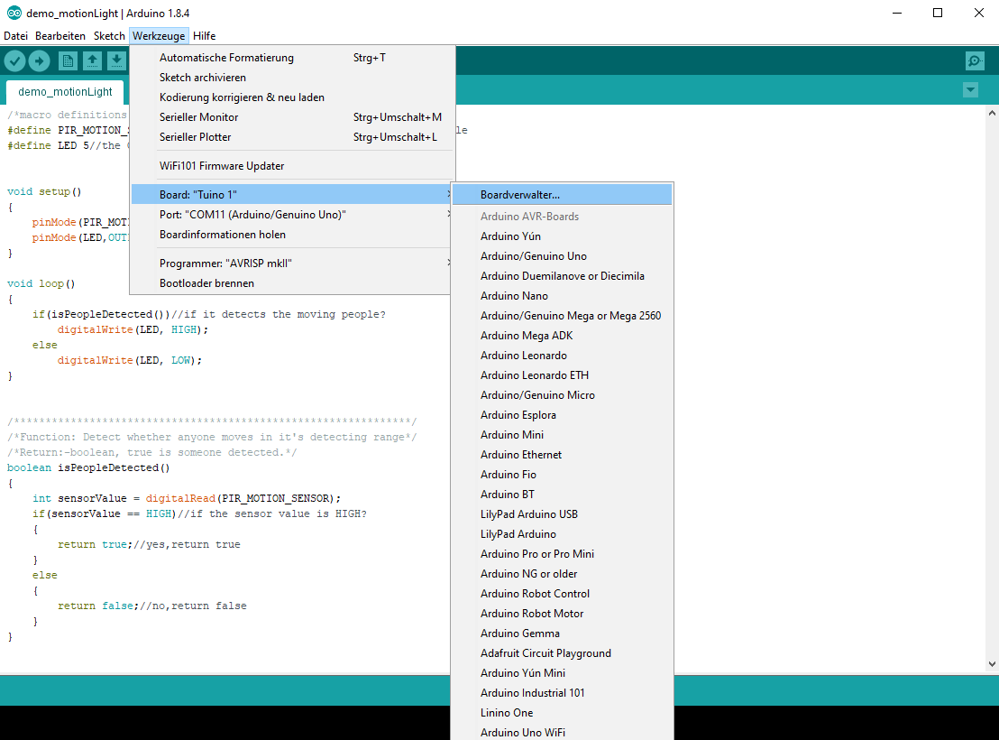 demo_motionLight | Arduino 1.8.4
Datei Bearbeiten Sketch Werkzeuge Hilfe
demo_motionLight
Automatische Formatierung Strg+T
Sketch archivieren
Kodierung korrigieren & neu laden
Serieller Monitor Strg+Umschalt+M
Serieller Plotter Strg+Umschalt+L
WiFi101 Firmware Updater
Board: "Tuino 1"
Port: "COM11 (Arduino/Genuino Uno)"
Boardinformationen holen
Programmer: "AVRISP mkII"
Bootloader brennen
Boardverwalter...
Arduino AVR-Boards
Arduino Yún
Arduino/Genuino Uno
Arduino Duemilanove or Diecimila
Arduino Nano
Arduino/Genuino Mega or Mega 2560
Arduino Mega ADK
Arduino Leonardo
Arduino Leonardo ETH
Arduino/Genuino Micro
Arduino Esplora
Arduino Mini
Arduino Ethernet
Arduino Fio
Arduino BT
LilyPad Arduino USB
LilyPad Arduino
Arduino Pro or Pro Mini
Arduino NG or older
Arduino Robot Control
Arduino Robot Motor
Arduino Gemma
Adafruit Circuit Playground
Arduino Yún Mini
Arduino Industrial 101
Linino One
Arduino Uno WiFi
/*macro definitions
#define PIR_MOTION_S le
#define LED 5//the
void setup()
{
pinMode(PIR_MOTI
pinMode(LED,OUT
}
void loop()
{
if(isPeopleDetected())//if it detects the moving people?
digitalWrite(LED, HIGH);
else
digitalWrite(LED, LOW);
}
/***************************************************************/
/*Function: Detect whether anyone moves in it's detecting range*/
/*Return:-boolean, true is someone detected.*/
boolean isPeopleDetected()
{
int sensorValue = digitalRead(PIR_MOTION_SENSOR);
if(sensorValue == HIGH)//if the sensor value is HIGH?
{
return true;//yes,return true
}
else
{
return false;//no,return false
}
}